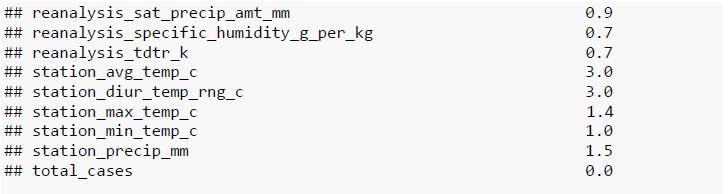 ## reanalysis_sat_precip_amt_mm 0.9
## reanalysis_specific_humidity_g_per_kg 0.7
## reanalysis_tdtr_k 0.7
## station_avg_temp_c 3.0
## station_diur_temp_rng_c 3.0
## station_max_temp_c 1.4
## station_min_temp_c 1.0
## station_precip_mm 1.5
## total_cases 0.0